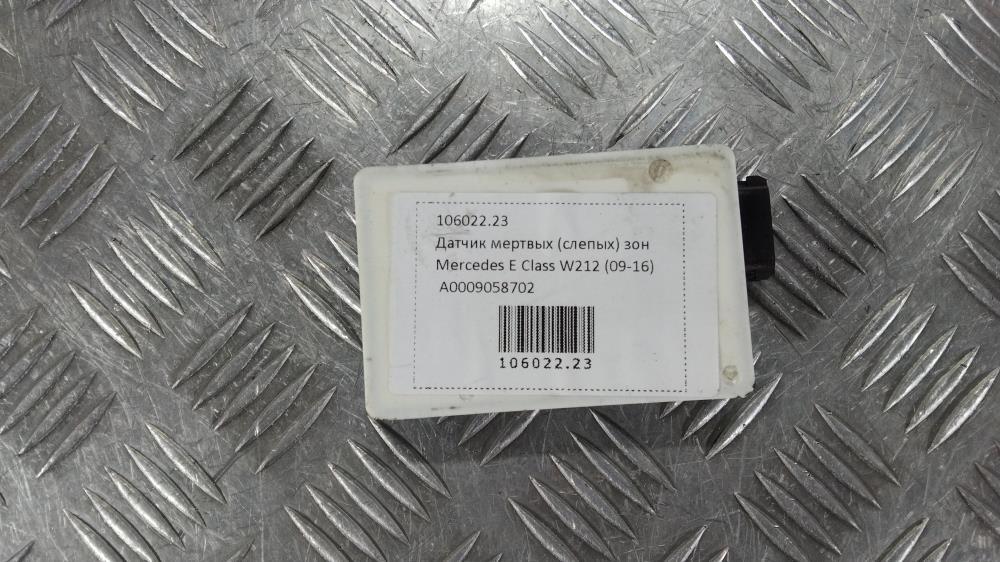 106022.23
Датчик мертвых (слепых) зон
Mercedes E Class W212 (09-16)
A0009058702
106022.23